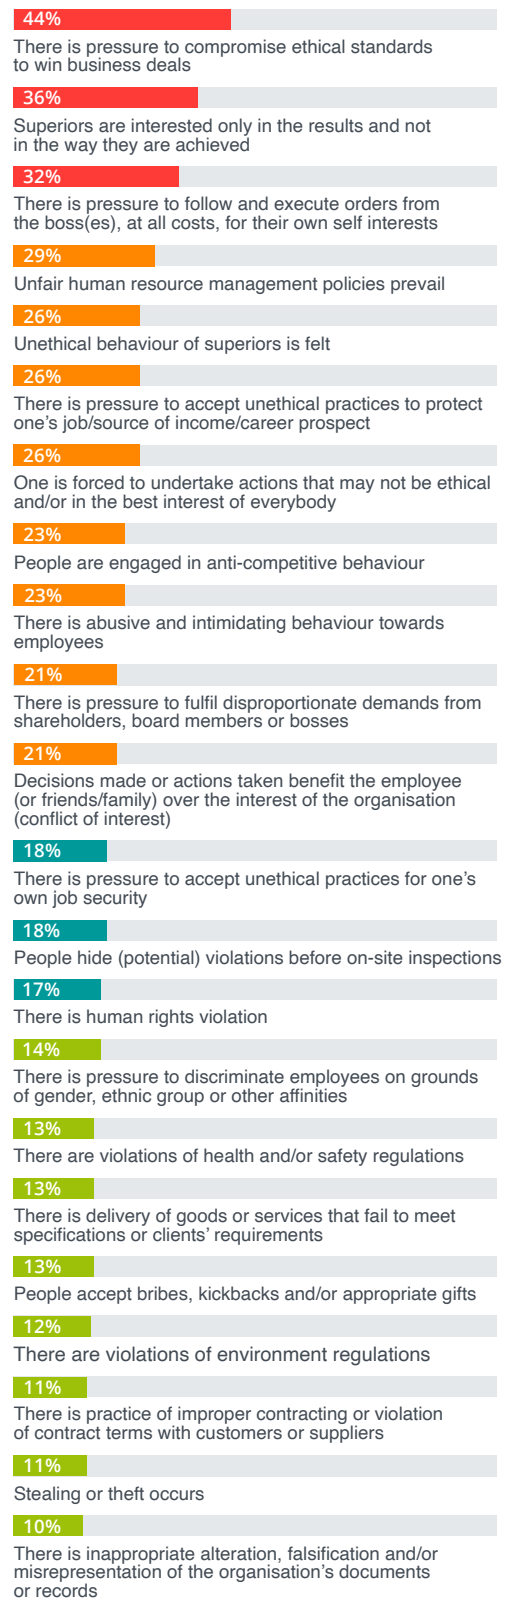 44%
There is pressure to compromise ethical standards
to win business deals
36%
Superiors are interested only in the results and not
in the way they are achieved
32%
There is pressure to follow and execute orders from
the boss(es), at all costs, for their own self interests
29%
Unfair human resource management policies prevail
26%
Unethical behaviour of superiors is felt
26%
There is pressure to accept unethical practices to protect
one’s job/source of income/career prospect
26%
One is forced to undertake actions that may not be ethical
and/or in the best interest of everybody
23%
People are engaged in anti-competitive behaviour
23%
There is abusive and intimidating behaviour towards
employees
21%
There is pressure to fulfil disproportionate demands from
shareholders, board members or bosses
21%
Decisions made or actions taken benefit the employee
(or friends/family) over the interest of the organisation
(conflict of interest)
18%
There is pressure to accept unethical practices for one’s
own job security
18%
People hide (potential) violations before on-site inspections
17%
There is human rights violation
14%
There is pressure to discriminate employees on grounds
of gender, ethnic group or other affinities
13%
There are violations of health and/or safety regulations
13%
There is delivery of goods or services that fail to meet
specifications or clients’ requirements
13%
People accept bribes, kickbacks and/or appropriate gifts
12%
There are violations of environment regulations
11%
There is practice of improper contracting or violation
of contract terms with customers or suppliers
11%
Stealing or theft occurs
10%
There is inappropriate alteration, falsification and/or
misrepresentation of the organisation’s documents
or records